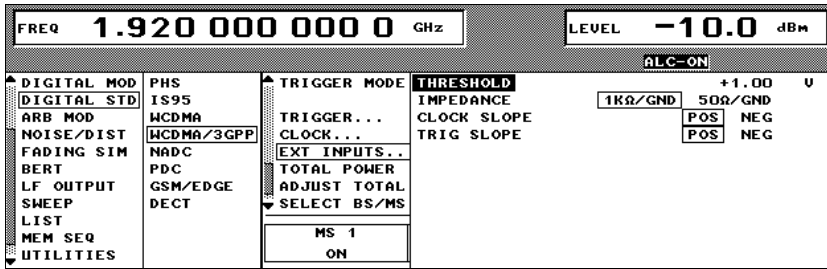 FREQ 1.920 000 000 0 GHz
LEVEL -10.0 dBm
ALC-ON
DIGITAL MOD
DIGITAL STD
ARB MOD
NOISE/DIST
FADING SIM
BERT
LF OUTPUT
SWEEP
LIST
MEM SEQ
UTILITIES
PHS
IS95
WCDMA
WCDMA/3GPP
NADC
PDC
GSM/EDGE
DECT
TRIGGER MODE
TRIGGER...
CLOCK...
EXT INPUTS..
TOTAL POWER
ADJUST TOTAL
SELECT BS/MS
MS 1
ON
THRESHOLD +1.00 V
IMPEDANCE 1KΩ/GND 50Ω/GND
CLOCK SLOPE POS NEG
TRIG SLOPE POS NEG